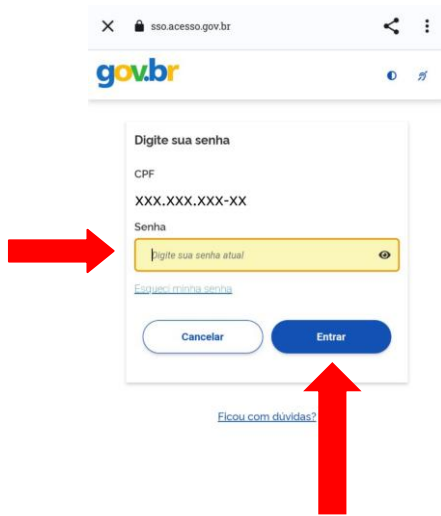 sso.acesso.gov.br
gov.br
Digite sua senha
CPF
XXX.XXX.XXX-XX
Senha
Digite sua senha atual
Esqueci minha senha
Cancelar Entrar
Ficou com dúvidas?